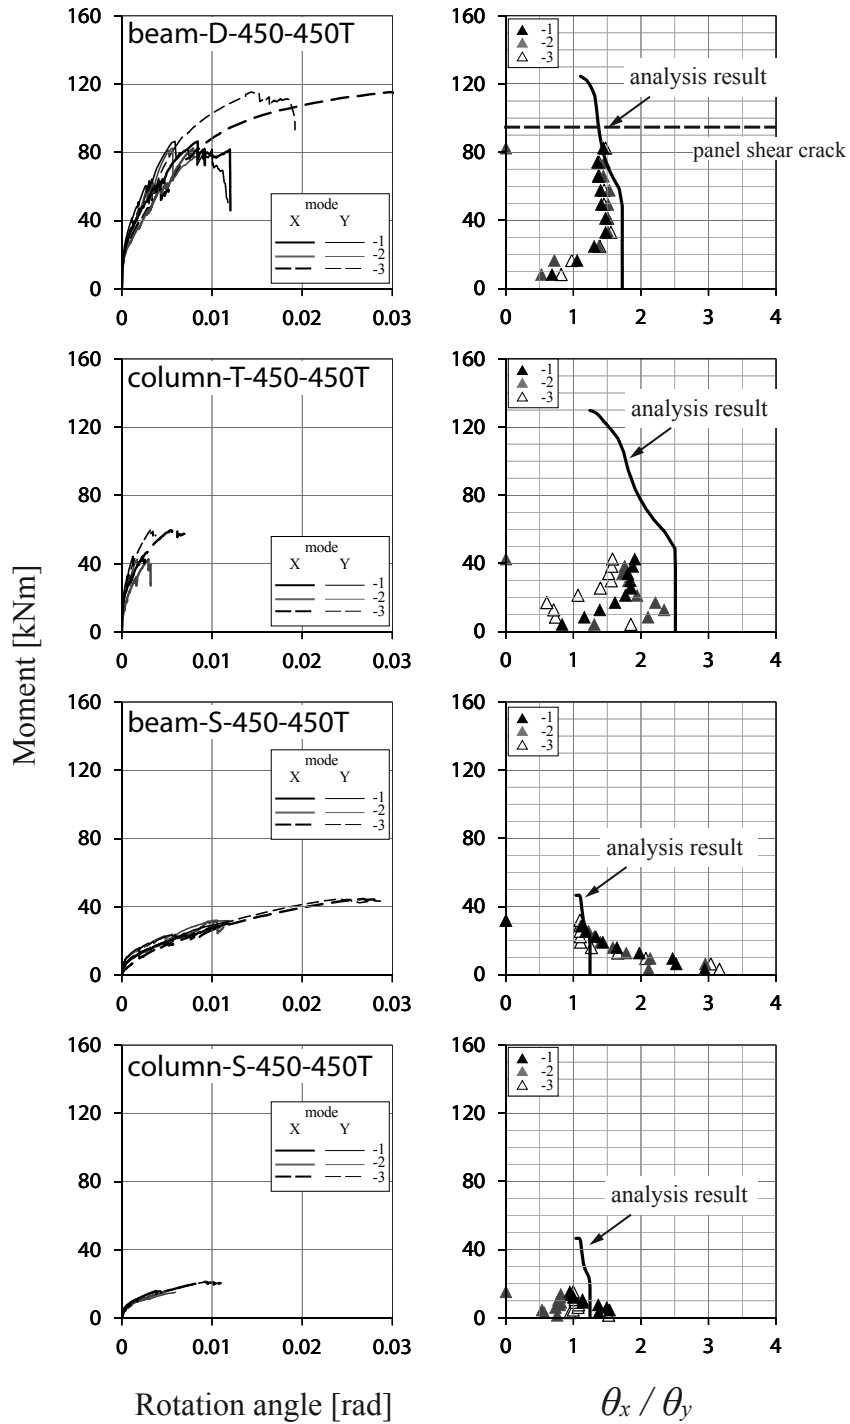 160
120
80
40
0
beam-D-450-450T
mode
X Y
-1
-2
-3
0 0.01 0.02 0.03
160
120
80
40
0
-1
-2
-3
analysis result
panel shear crack
0 1 2 3 4
160
120
80
40
0
column-T-450-450T
mode
X Y
-1
-2
-3
0 0.01 0.02 0.03
160
120
80
40
0
-1
-2
-3
analysis result
0 1 2 3 4
Moment [kNm]
160
120
80
40
0
beam-S-450-450T
mode
X Y
-1
-2
-3
0 0.01 0.02 0.03
160
120
80
40
0
-1
-2
-3
analysis result
0 1 2 3 4
160
120
80
40
0
column-S-450-450T
mode
X Y
-1
-2
-3
0 0.01 0.02 0.03
160
120
80
40
0
-1
-2
-3
analysis result
0 1 2 3 4
Rotation angle [rad]
θx / θy